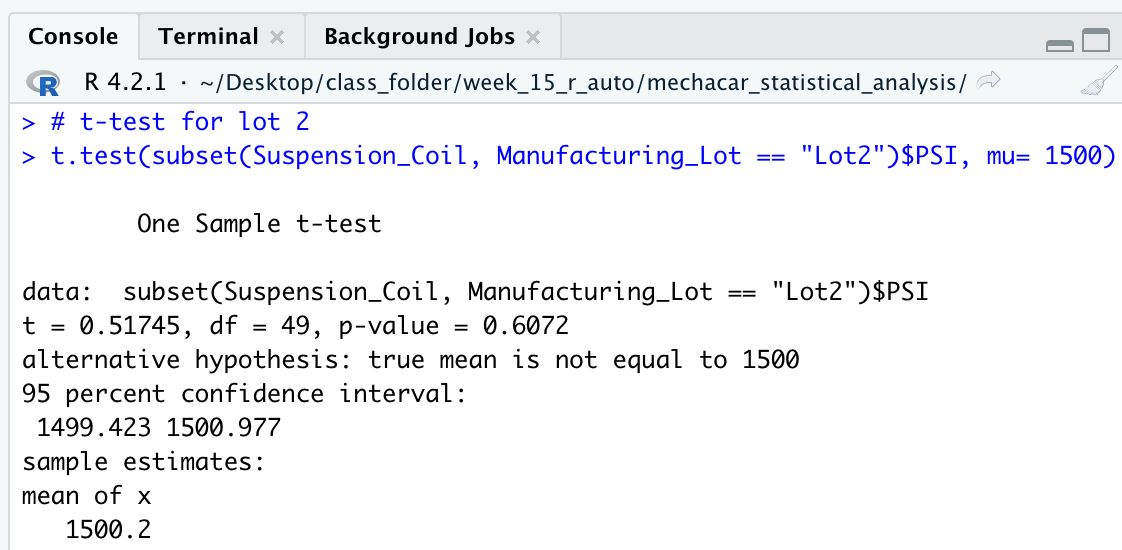 Console Terminal Background Jobs
R R 4.2.1 · ~/Desktop/class_folder/week_15_r_auto/mechacar_statistical_analysis/
> # t-test for lot 2
> t.test(subset(Suspension_Coil, Manufacturing_Lot == "Lot2")$PSI, mu= 1500)
One Sample t-test
data:  subset(Suspension_Coil, Manufacturing_Lot == "Lot2")$PSI
t = 0.51745, df = 49, p-value = 0.6072
alternative hypothesis: true mean is not equal to 1500
95 percent confidence interval:
1499.423 1500.977
sample estimates:
mean of x
1500.2